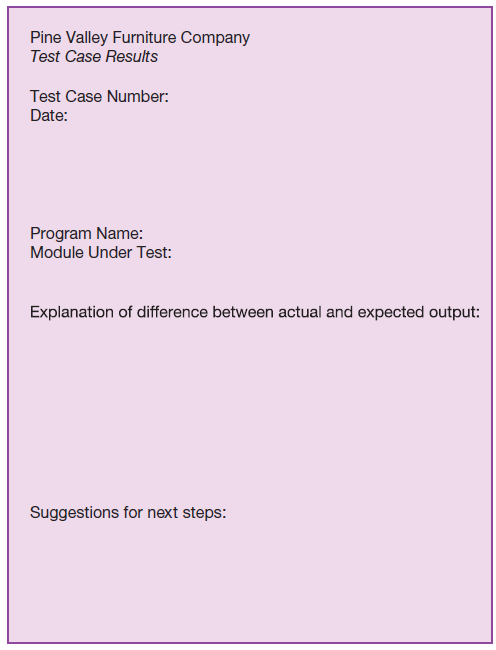 Pine Valley Furniture Company
Test Case Results
Test Case Number:
Date:
Program Name:
Module Under Test:
Explanation of difference between actual and expected output:
Suggestions for next steps: